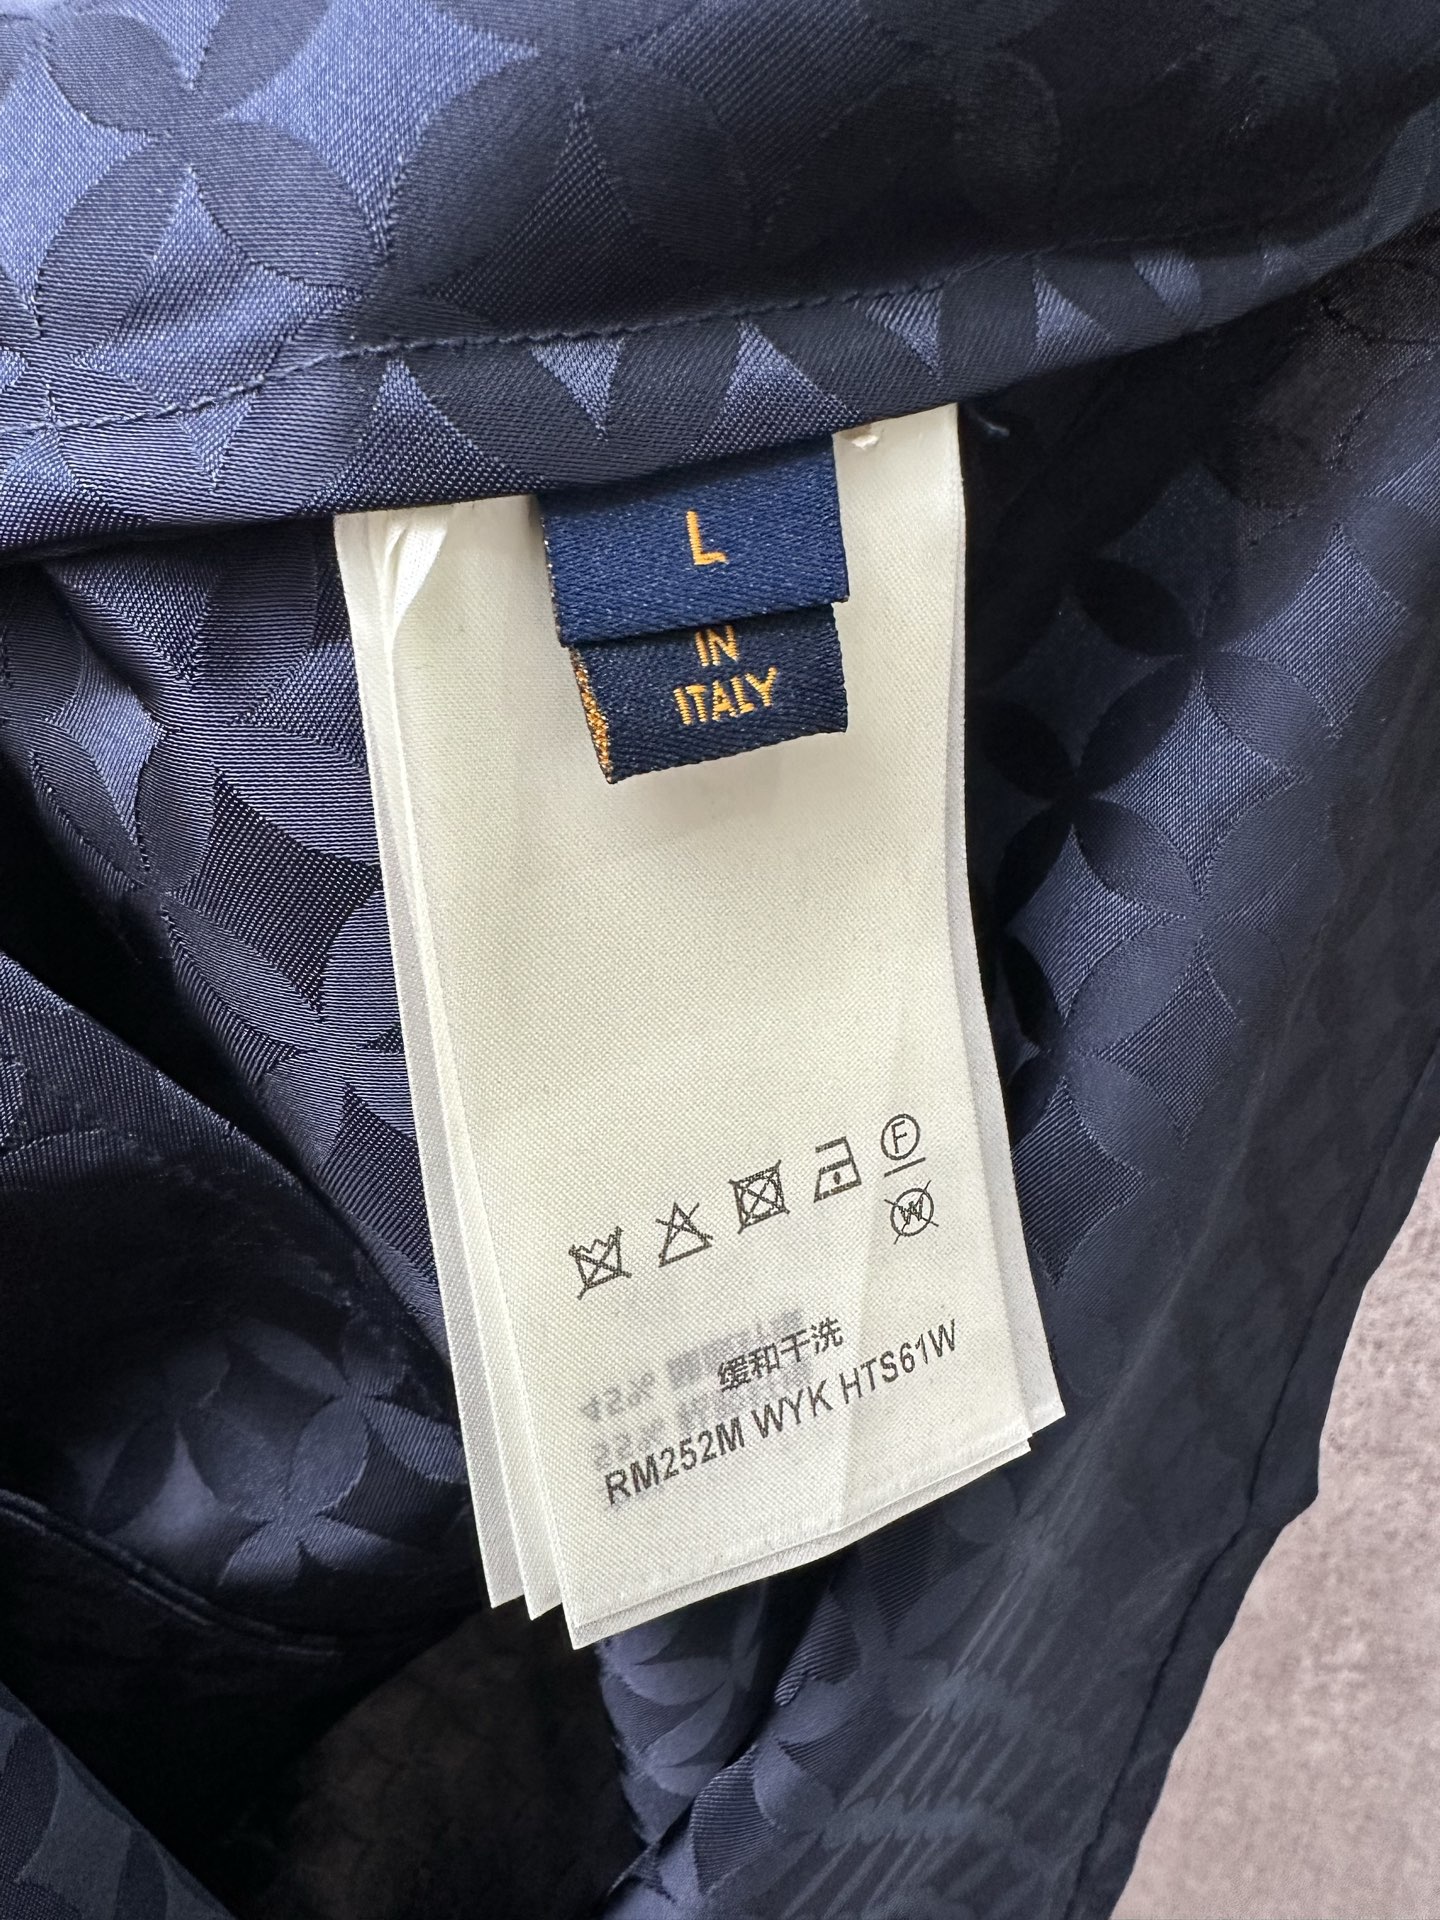 L
IN
ITALY
F
W
缓和干洗
RM252M WYK HTS61W